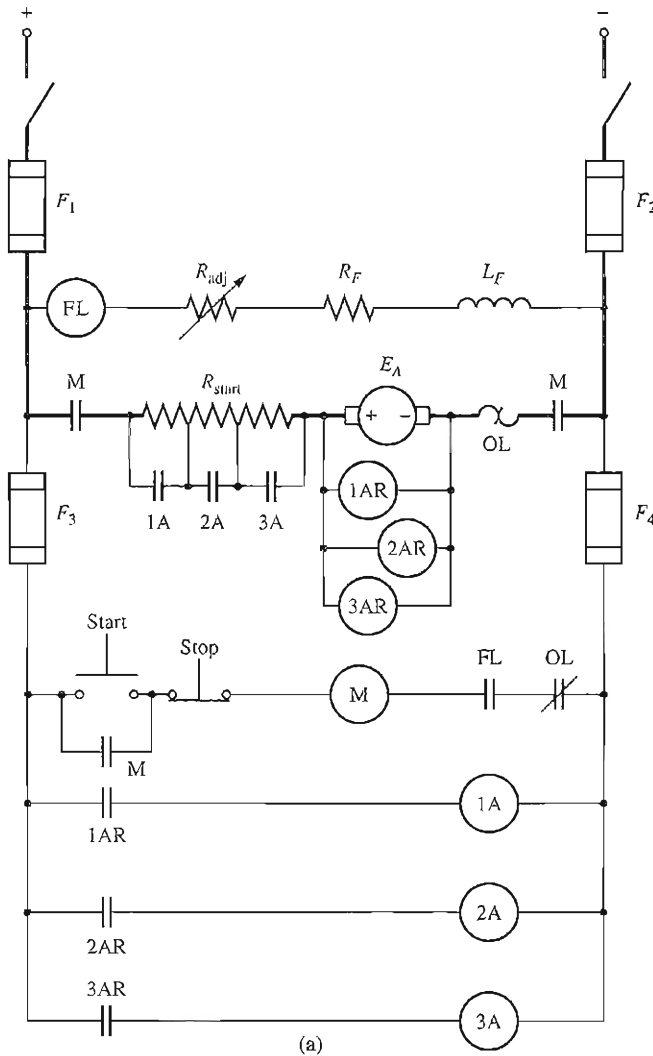 + −
F1 F2
Radj RF LF
FL
EA
M Rstart M
+ −
OL
1A 2A 3A
1AR
F3 F4
2AR
3AR
Start
Stop FL OL
M
M
1A
1AR
2A
2AR
3AR
3A
(a)